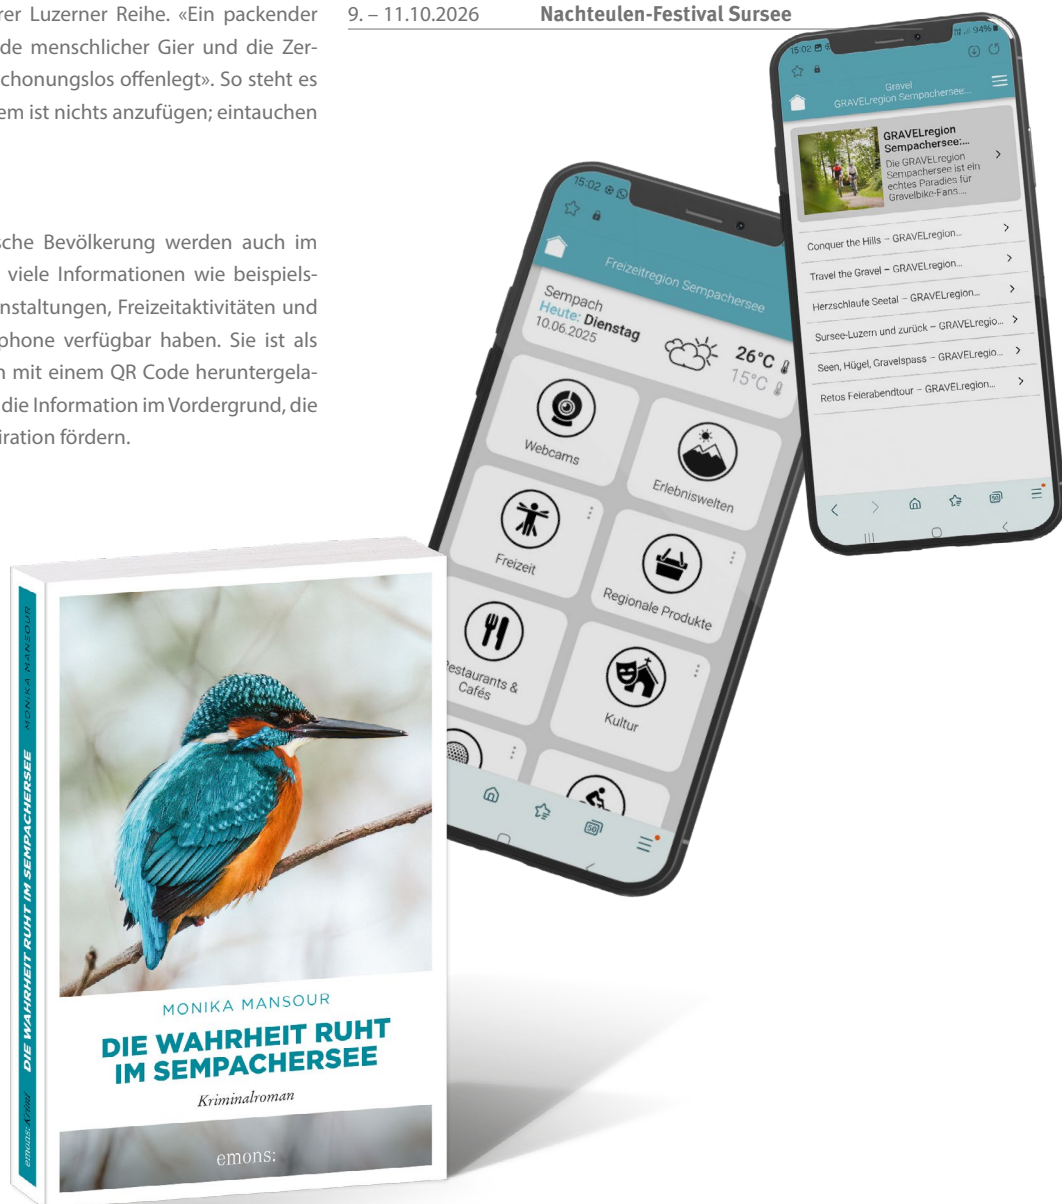 rer Luzerner Reihe. «Ein packender
de menschlicher Gier und die Zer-
chonungslos offenlegt». So steht es
em ist nichts anzufügen; eintauchen
sche Bevölkerung werden auch im
viele Informationen wie beispiels-
nstaltungen, Freizeitaktivitäten und
phone verfügbar haben. Sie ist als
n mit einem QR Code heruntergela-
die Information im Vordergrund, die
iration fördern.
9. – 11.10.2026 Nachteulen-Festival Sursee
15:02
94%
Gravel
GRAVELregion Sempachersee:...
GRAVELregion
Sempachersee:...
Die GRAVELregion
Sempachersee ist ein
echtes Paradies für
Gravelbike-Fans....
Conquer the Hills – GRAVELregion...
Travel the Gravel – GRAVELregion...
Herzschlaufe Seetal – GRAVELregion...
Sursee-Luzern und zurück – GRAVELregio...
Seen, Hügel, Gravelspass – GRAVELregio...
Retos Feierabendtour – GRAVELregion...
50
15:02
Freizeitregion Sempachersee
Sempach
Heute: Dienstag
10.06.2025
26°C
15°C
Webcams
Erlebniswelten
Freizeit
Regionale Produkte
estaurants &
Cafés
Kultur
50
MONIKA MANSOUR
DIE WAHRHEIT RUHT IM SEMPACHERSEE
emons:Krimi
MONIKA MANSOUR
DIE WAHRHEIT RUHT
IM SEMPACHERSEE
Kriminalroman
emons: